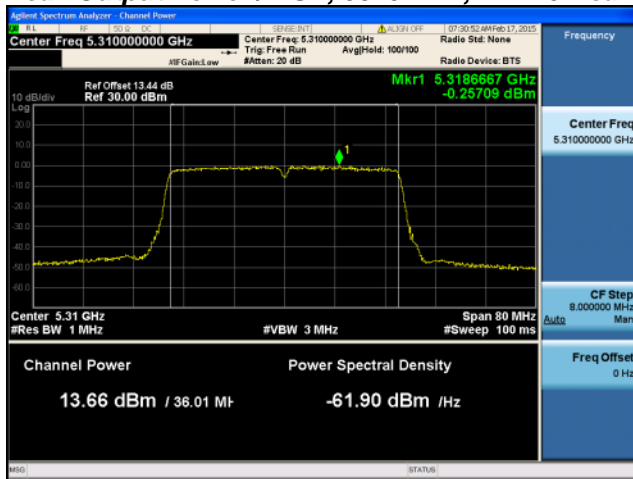 Agilent Spectrum Analyzer - Channel Power
RL RF 50 Ω DC SENSE:INT ALIGN OFF 07:30:52 AM Feb 17, 2015
Center Freq 5.310000000 GHz
Center Freq: 5.310000000 GHz
Radio Std: None
Trig: Free Run Avg|Hold: 100/100
#IFGain:Low #Atten: 20 dB Radio Device: BTS
Mkr1 5.3186667 GHz
-0.25709 dBm
Ref Offset 13.44 dB
10 dB/div Ref 30.00 dBm
Log
20.0
10.0
0.00
-10.0
-20.0
-30.0
-40.0
-50.0
-60.0
1
Center 5.31 GHz Span 80 MHz
#Res BW 1 MHz #VBW 3 MHz #Sweep 100 ms
Channel Power Power Spectral Density
13.66 dBm / 36.01 MH -61.90 dBm /Hz
MSG STATUS
Frequency
Center Freq
5.310000000 GHz
CF Step
8.000000 MHz
Auto Man
Freq Offset
0 Hz